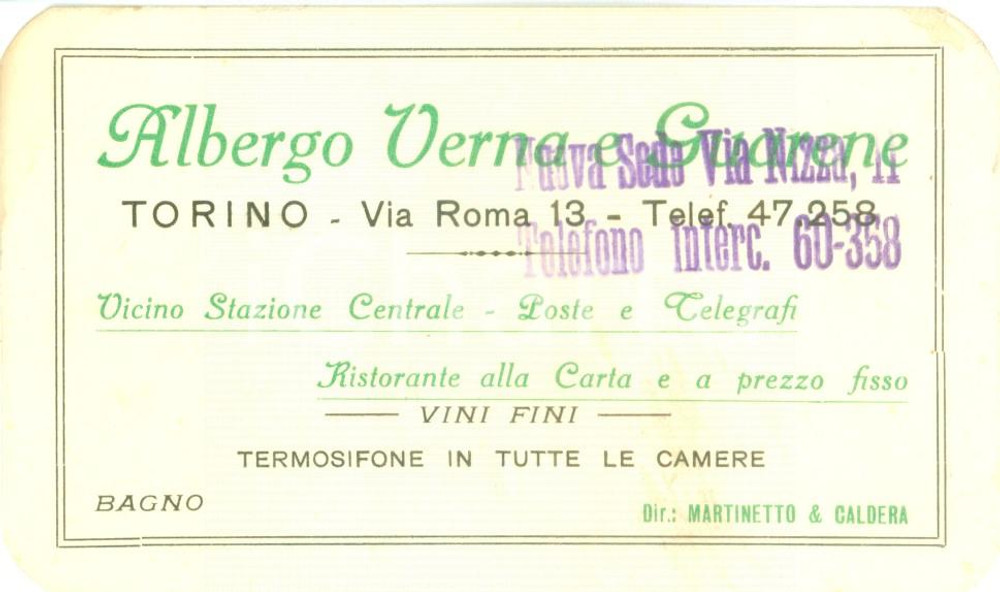 Albergo Verna e Guarene
Nuova Sede Via Nizza, 11
TORINO - Via Roma 13 - Telef. 47.258
Telefono interc. 60-358
Vicino Stazione Centrale - Poste e Telegrafi
Ristorante alla Carta e a prezzo fisso
VINI FINI
TERMOSIFONE IN TUTTE LE CAMERE
BAGNO
Dir.: MARTINETTO & CALDERA